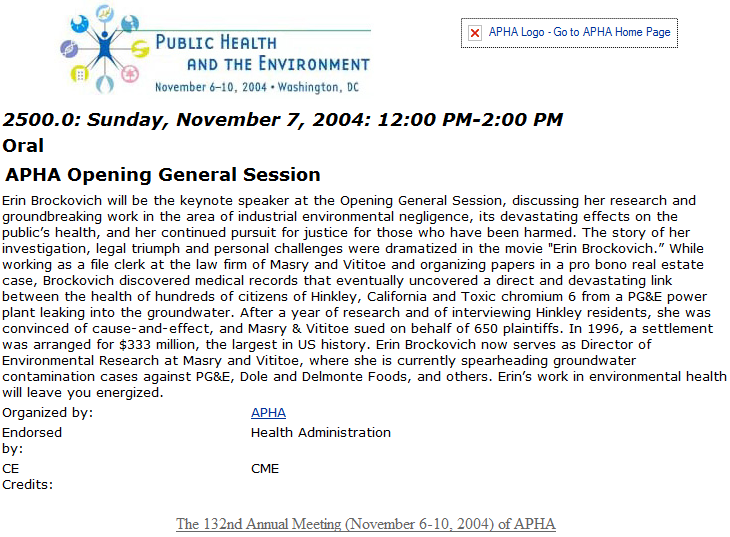 PUBLIC HEALTH
AND THE ENVIRONMENT
November 6–10, 2004 • Washington, DC
APHA Logo - Go to APHA Home Page
2500.0: Sunday, November 7, 2004: 12:00 PM-2:00 PM
Oral
APHA Opening General Session
Erin Brockovich will be the keynote speaker at the Opening General Session, discussing her research and
groundbreaking work in the area of industrial environmental negligence, its devastating effects on the
public’s health, and her continued pursuit for justice for those who have been harmed. The story of her
investigation, legal triumph and personal challenges were dramatized in the movie "Erin Brockovich.” While
working as a file clerk at the law firm of Masry and Vititoe and organizing papers in a pro bono real estate
case, Brockovich discovered medical records that eventually uncovered a direct and devastating link
between the health of hundreds of citizens of Hinkley, California and Toxic chromium 6 from a PG&E power
plant leaking into the groundwater. After a year of research and of interviewing Hinkley residents, she was
convinced of cause-and-effect, and Masry & Vititoe sued on behalf of 650 plaintiffs. In 1996, a settlement
was arranged for $333 million, the largest in US history. Erin Brockovich now serves as Director of
Environmental Research at Masry and Vititoe, where she is currently spearheading groundwater
contamination cases against PG&E, Dole and Delmonte Foods, and others. Erin’s work in environmental health
will leave you energized.
Organized by: APHA
Endorsed by: Health Administration
CE Credits: CME
The 132nd Annual Meeting (November 6-10, 2004) of APHA